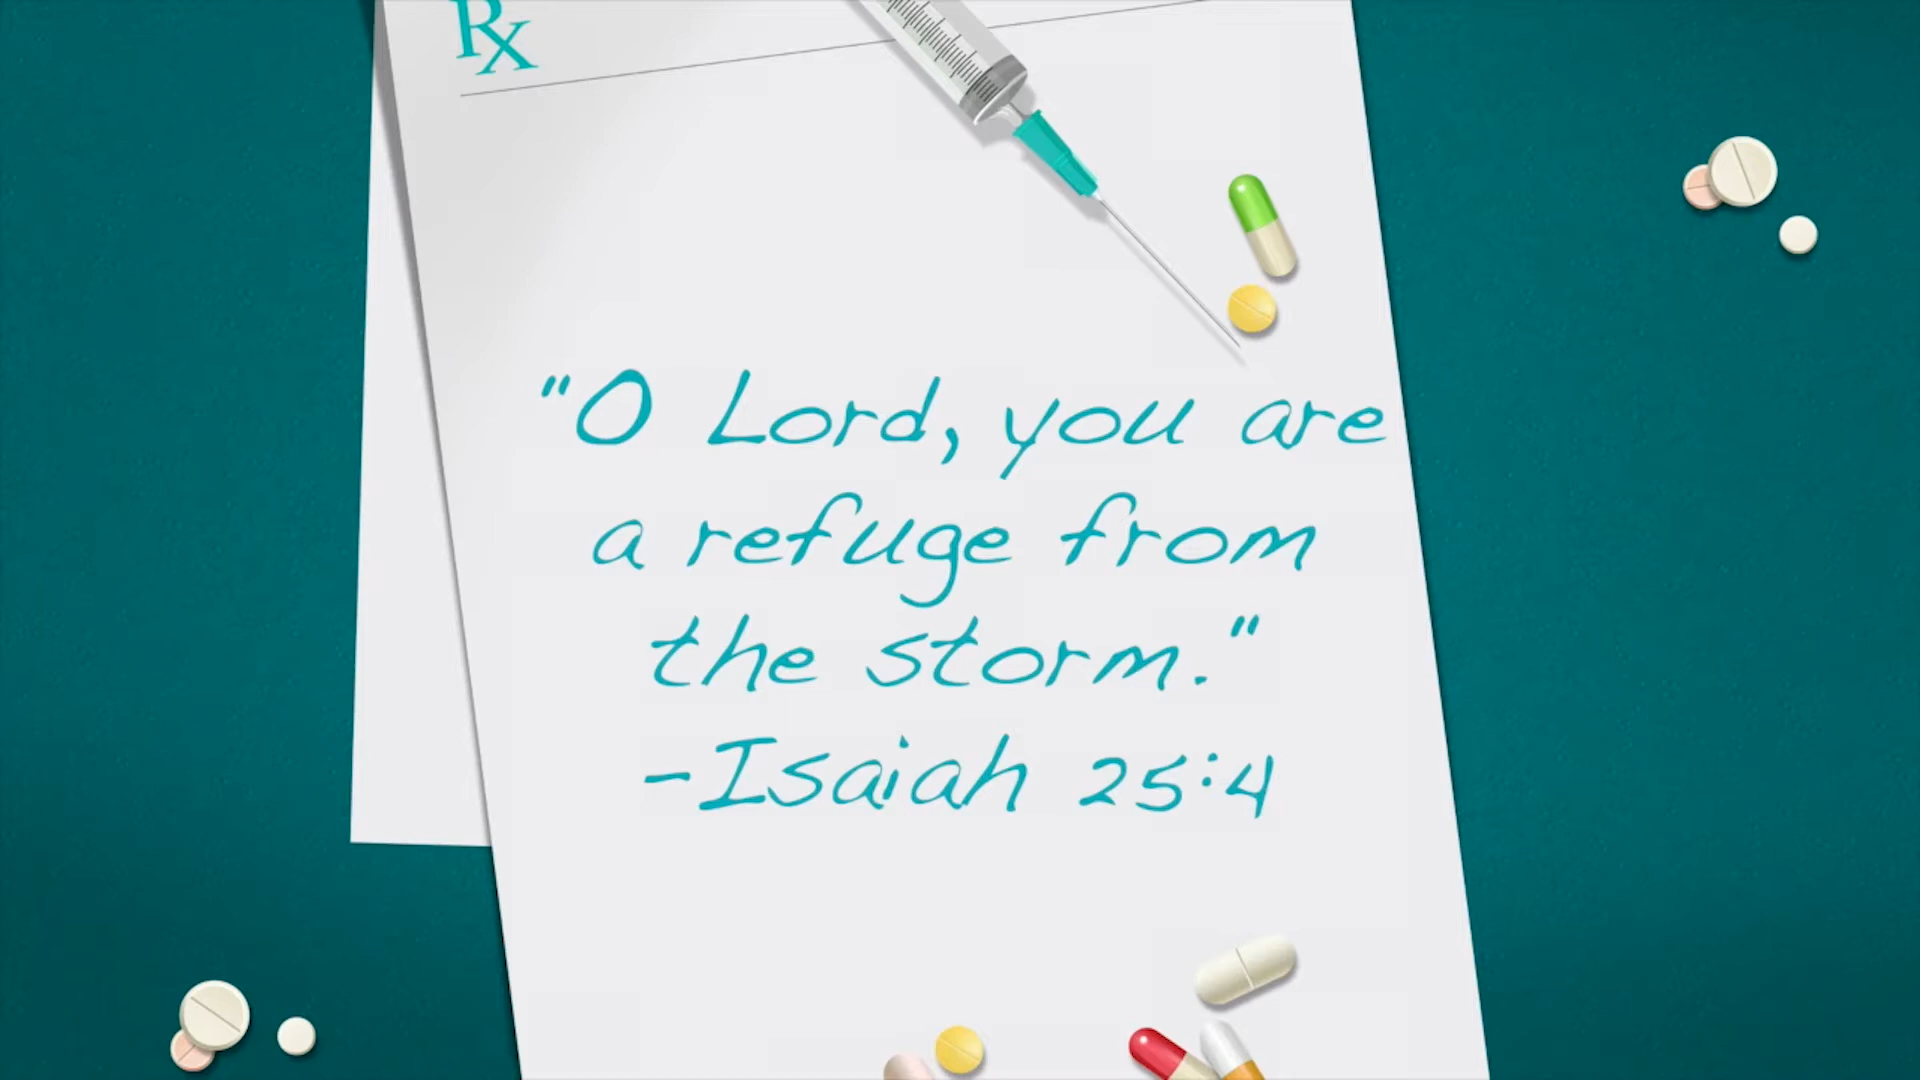 Rx
"O Lord, you are
a refuge from
the storm."
-Isaiah 25:4